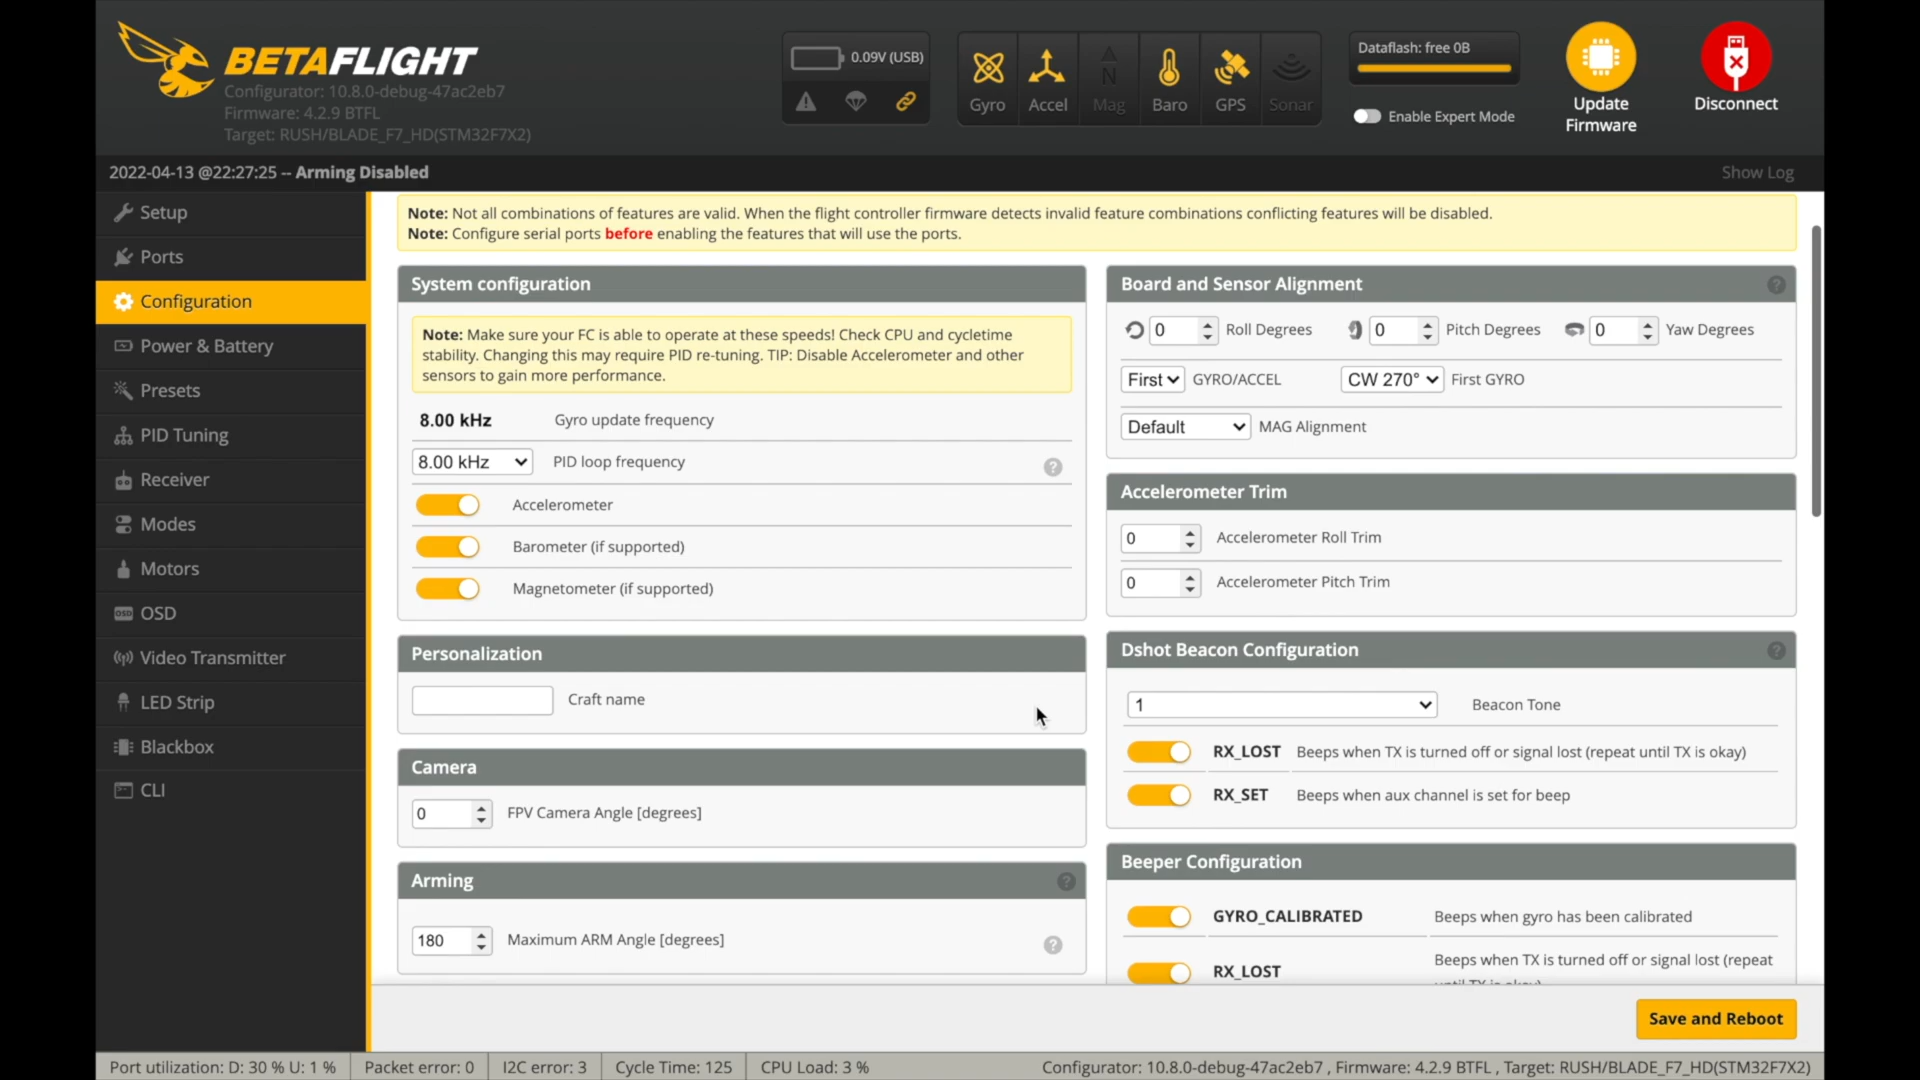 BETAFLIGHT
Configurator: 10.8.0-debug-47ac2eb7
Firmware: 4.2.9 BTFL
Target: RUSH/BLADE_F7_HD(STM32F7X2)
0.09V (USB)
N
Gyro
Accel
Mag
Baro
GPS
Sonar
Dataflash: free 0B
Enable Expert Mode
Update
Firmware
Disconnect
2022-04-13 @22:27:25 -- Arming Disabled
Show Log
Setup
Ports
Configuration
Power & Battery
Presets
PID Tuning
Receiver
Modes
Motors
OSD
OSD
Video Transmitter
LED Strip
Blackbox
CLI
Note: Not all combinations of features are valid. When the flight controller firmware detects invalid feature combinations conflicting features will be disabled.
Note: Configure serial ports before enabling the features that will use the ports.
System configuration
Note: Make sure your FC is able to operate at these speeds! Check CPU and cycletime
stability. Changing this may require PID re-tuning. TIP: Disable Accelerometer and other
sensors to gain more performance.
8.00 kHz Gyro update frequency
8.00 kHz PID loop frequency ?
Accelerometer
Barometer (if supported)
Magnetometer (if supported)
Personalization
Craft name
Camera
0 FPV Camera Angle [degrees]
Arming ?
180 Maximum ARM Angle [degrees] ?
Board and Sensor Alignment ?
0 Roll Degrees 0 Pitch Degrees 0 Yaw Degrees
First GYRO/ACCEL CW 270° First GYRO
Default MAG Alignment
Accelerometer Trim
0 Accelerometer Roll Trim
0 Accelerometer Pitch Trim
Dshot Beacon Configuration ?
1 Beacon Tone
RX_LOST Beeps when TX is turned off or signal lost (repeat until TX is okay)
RX_SET Beeps when aux channel is set for beep
Beeper Configuration
GYRO_CALIBRATED Beeps when gyro has been calibrated
RX_LOST Beeps when TX is turned off or signal lost (repeat
until TX is okay)
Save and Reboot
Port utilization: D: 30 % U: 1 % Packet error: 0 I2C error: 3 Cycle Time: 125 CPU Load: 3 % Configurator: 10.8.0-debug-47ac2eb7 , Firmware: 4.2.9 BTFL , Target: RUSH/BLADE_F7_HD(STM32F7X2)